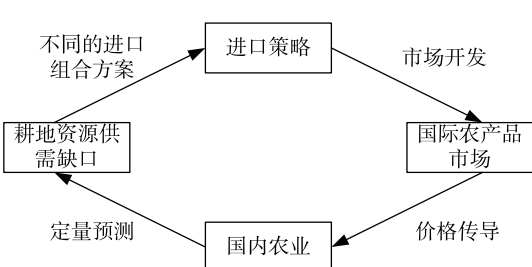 不同的进口
组合方案
进口策略
市场开发
耕地资源供
需缺口
国际农产品
市场
定量预测
国内农业
价格传导